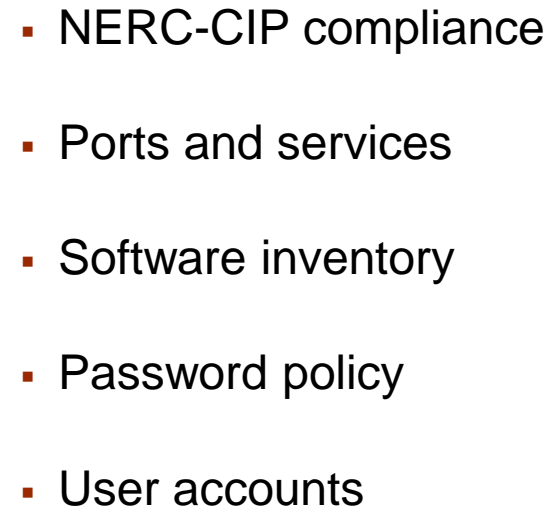 ▪ NERC-CIP compliance
▪ Ports and services
▪ Software inventory
▪ Password policy
▪ User accounts